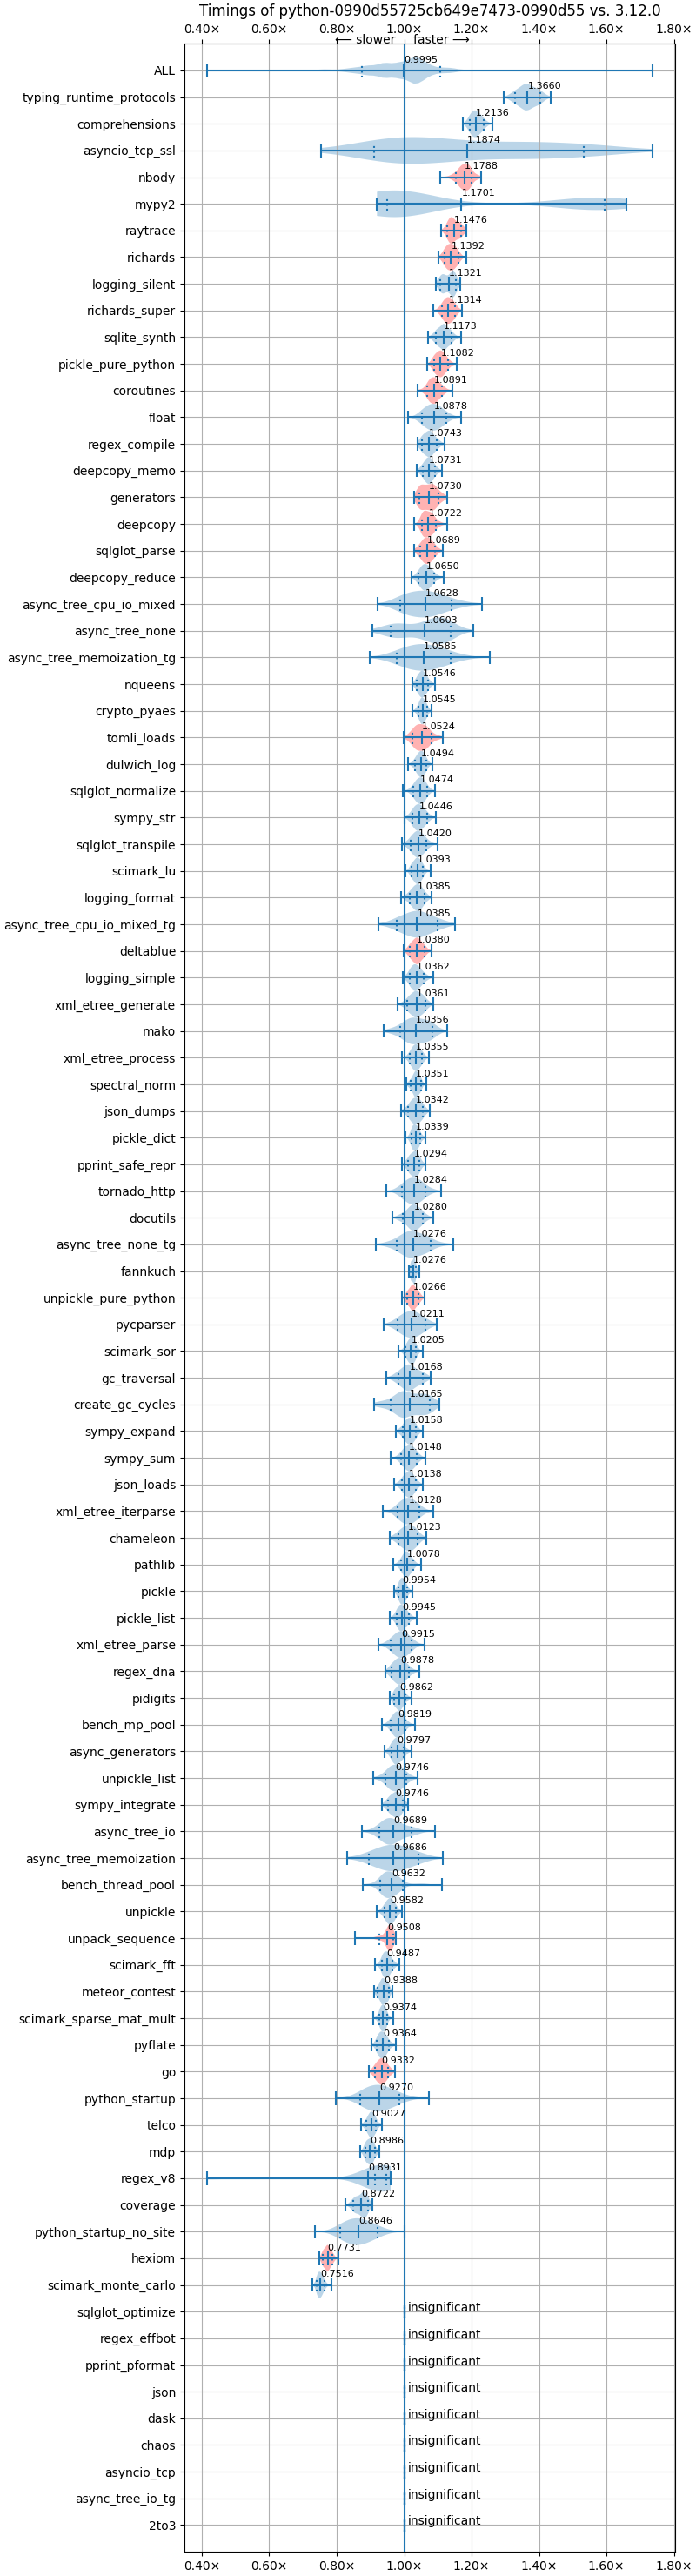 Timings of python-0990d55725cb649e7473-0990d55 vs. 3.12.0
0.40× 0.60× 0.80× 1.00× 1.20× 1.40× 1.60× 1.80×
← slower faster →
ALL 0.9995
typing_runtime_protocols 1.3660
comprehensions 1.2136
asyncio_tcp_ssl 1.1874
nbody 1.1788
mypy2 1.1701
raytrace 1.1476
richards 1.1392
logging_silent 1.1321
richards_super 1.1314
sqlite_synth 1.1173
pickle_pure_python 1.1082
coroutines 1.0891
float 1.0878
regex_compile 1.0743
deepcopy_memo 1.0731
generators 1.0730
deepcopy 1.0722
sqlglot_parse 1.0689
deepcopy_reduce 1.0650
async_tree_cpu_io_mixed 1.0628
async_tree_none 1.0603
async_tree_memoization_tg 1.0585
nqueens 1.0546
crypto_pyaes 1.0545
tomli_loads 1.0524
dulwich_log 1.0494
sqlglot_normalize 1.0474
sympy_str 1.0446
sqlglot_transpile 1.0420
scimark_lu 1.0393
logging_format 1.0385
async_tree_cpu_io_mixed_tg 1.0385
deltablue 1.0380
logging_simple 1.0362
xml_etree_generate 1.0361
mako 1.0356
xml_etree_process 1.0355
spectral_norm 1.0351
json_dumps 1.0342
pickle_dict 1.0339
pprint_safe_repr 1.0294
tornado_http 1.0284
docutils 1.0280
async_tree_none_tg 1.0276
fannkuch 1.0276
unpickle_pure_python 1.0266
pycparser 1.0211
scimark_sor 1.0205
gc_traversal 1.0168
create_gc_cycles 1.0165
sympy_expand 1.0158
sympy_sum 1.0148
json_loads 1.0138
xml_etree_iterparse 1.0128
chameleon 1.0123
pathlib 1.0078
pickle 0.9954
pickle_list 0.9945
xml_etree_parse 0.9915
regex_dna 0.9878
pidigits 0.9862
bench_mp_pool 0.9819
async_generators 0.9797
unpickle_list 0.9746
sympy_integrate 0.9746
async_tree_io 0.9689
async_tree_memoization 0.9686
bench_thread_pool 0.9632
unpickle 0.9582
unpack_sequence 0.9508
scimark_fft 0.9487
meteor_contest 0.9388
scimark_sparse_mat_mult 0.9374
pyflate 0.9364
go 0.9332
python_startup 0.9270
telco 0.9027
mdp 0.8986
regex_v8 0.8931
coverage 0.8722
python_startup_no_site 0.8646
hexiom 0.7731
scimark_monte_carlo 0.7516
sqlglot_optimize insignificant
regex_effbot insignificant
pprint_pformat insignificant
json insignificant
dask insignificant
chaos insignificant
asyncio_tcp insignificant
async_tree_io_tg insignificant
2to3 insignificant
0.40× 0.60× 0.80× 1.00× 1.20× 1.40× 1.60× 1.80×